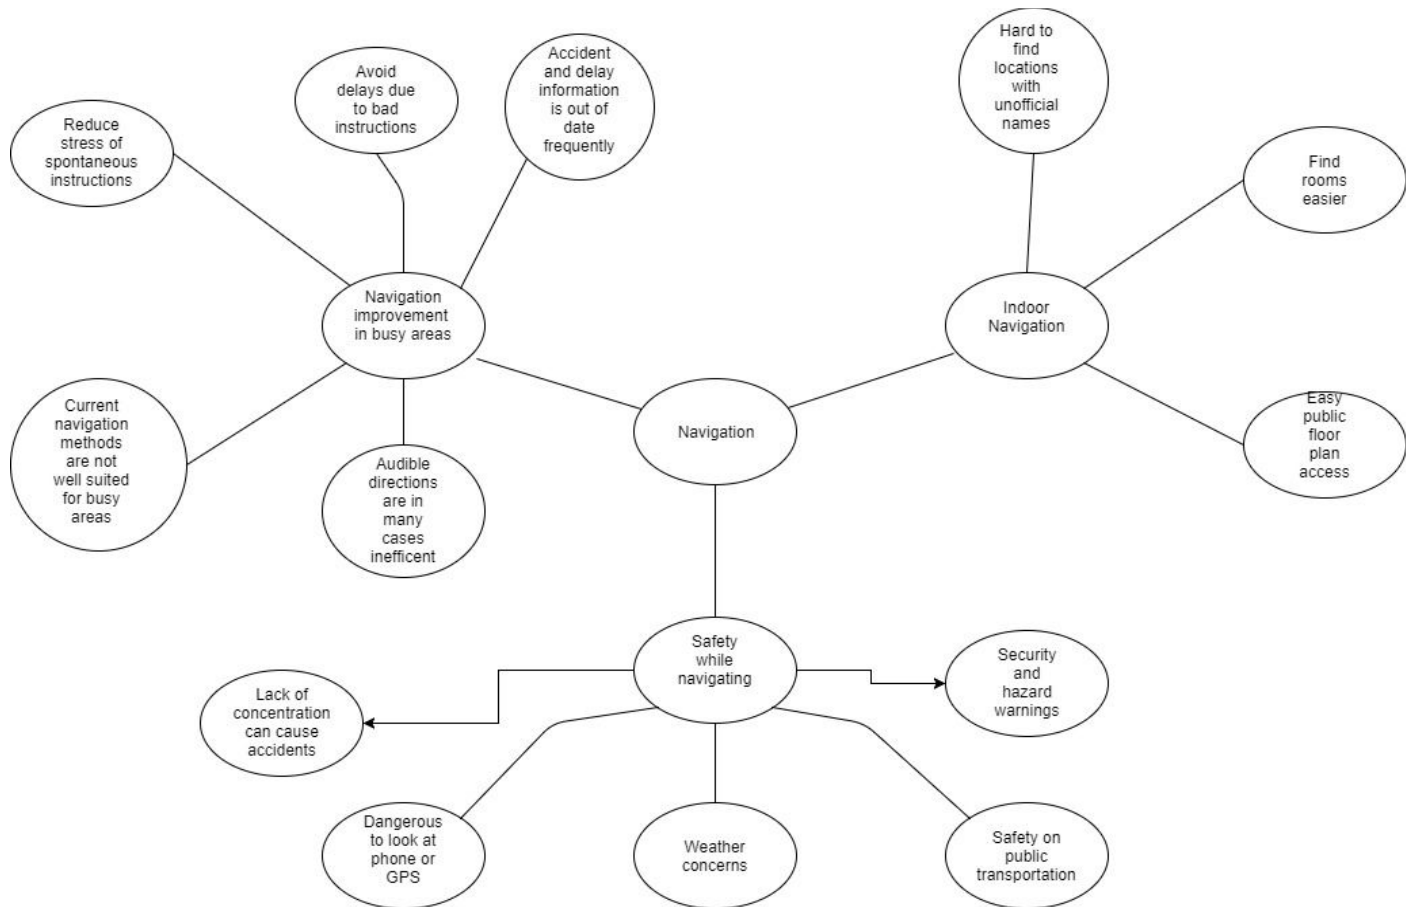 Hard to
find
locations
with
unofficial
names
Accident
and delay
information
is out of
date
frequently
Avoid
delays due
to bad
instructions
Reduce
stress of
spontaneous
instructions
Find
rooms
easier
Navigation
improvement
in busy areas
Indoor
Navigation
Current
navigation
methods
are not
well suited
for busy
areas
Navigation
Easy
public
floor
plan
access
Audible
directions
are in
many
cases
inefficent
Safety
while
navigating
Security
and
hazard
warnings
Lack of
concentration
can cause
accidents
Dangerous
to look at
phone or
GPS
Weather
concerns
Safety on
public
transportation